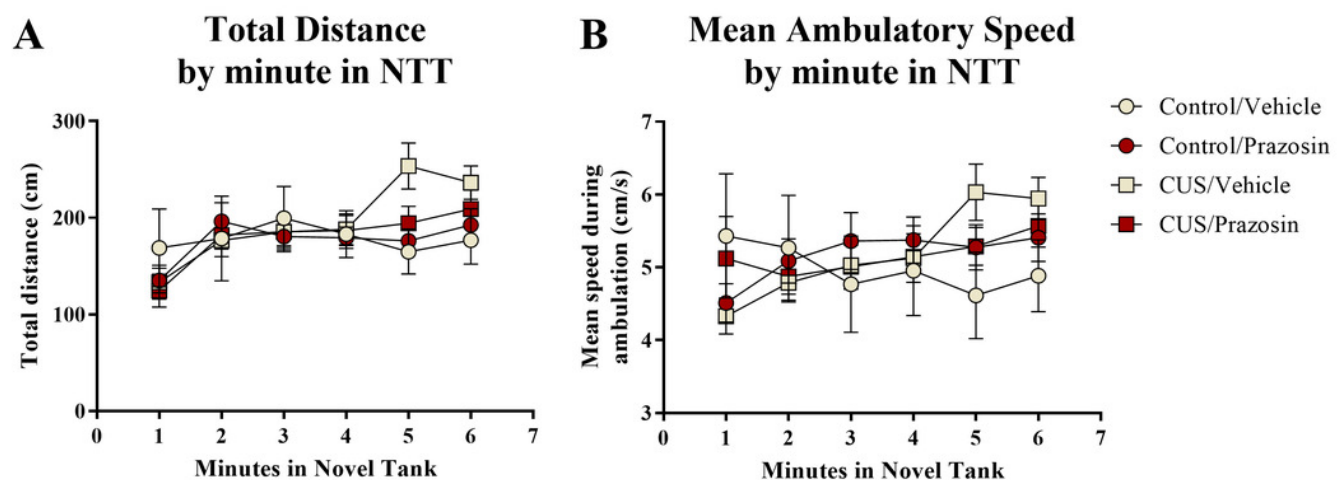 A
Total Distance
by minute in NTT
Total distance (cm)
300
200
100
0
0 1 2 3 4 5 6 7
Minutes in Novel Tank
B
Mean Ambulatory Speed
by minute in NTT
Mean speed during
ambulation (cm/s)
7
6
5
4
3
0 1 2 3 4 5 6 7
Minutes in Novel Tank
Control/Vehicle
Control/Prazosin
CUS/Vehicle
CUS/Prazosin